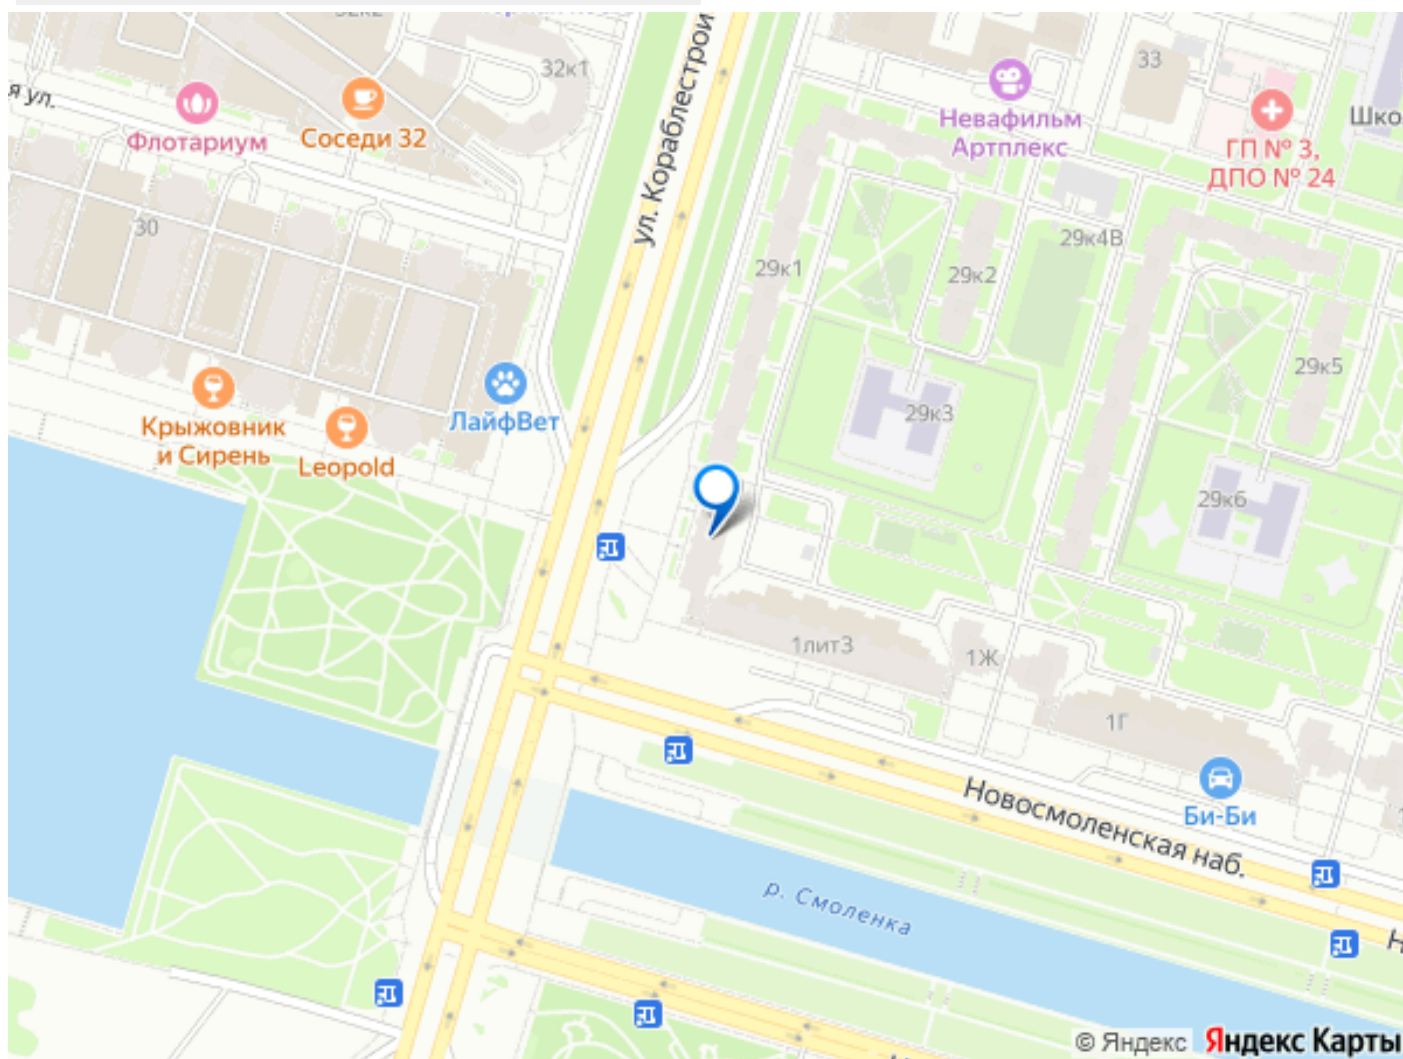 32к1
я ул.
Флотариум
Соседи 32
ул. Кораблестрои
Невафильм
Артплекс
33
ГП № 3,
ДПО № 24
Шко
30
29к1
29к2
29к4В
29к5
29к3
29к6
Крыжовник
и Сирень
Leopold
ЛайфВет
1литЗ
1Ж
1Г
Би-Би
Новосмоленская наб.
р. Смоленка
© Яндекс
Яндекс Карты